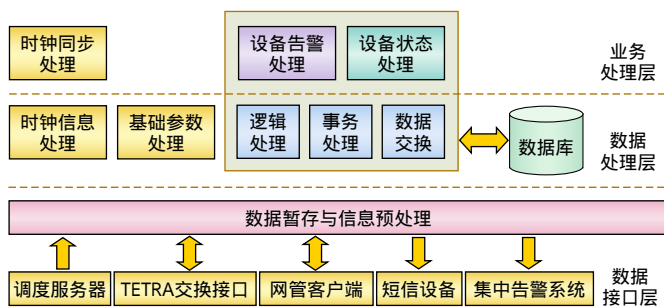 时钟同步
处理
设备告警
处理
设备状态
处理
业务
处理层
时钟信息
处理
基础参数
处理
逻辑
处理
事务
处理
数据
交换
数据库
数据
处理层
数据暂存与信息预处理
调度服务器
TETRA交换接口
网管客户端
短信设备
集中告警系统
数据
接口层